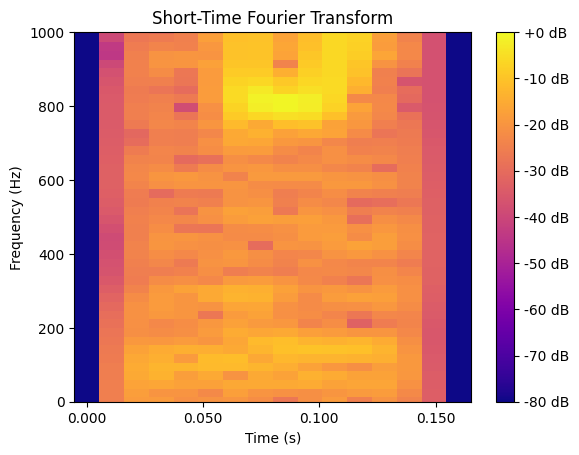 Short-Time Fourier Transform
1000
800
600
400
200
0
Frequency (Hz)
0.000
0.050
0.100
0.150
Time (s)
+0 dB
-10 dB
-20 dB
-30 dB
-40 dB
-50 dB
-60 dB
-70 dB
-80 dB